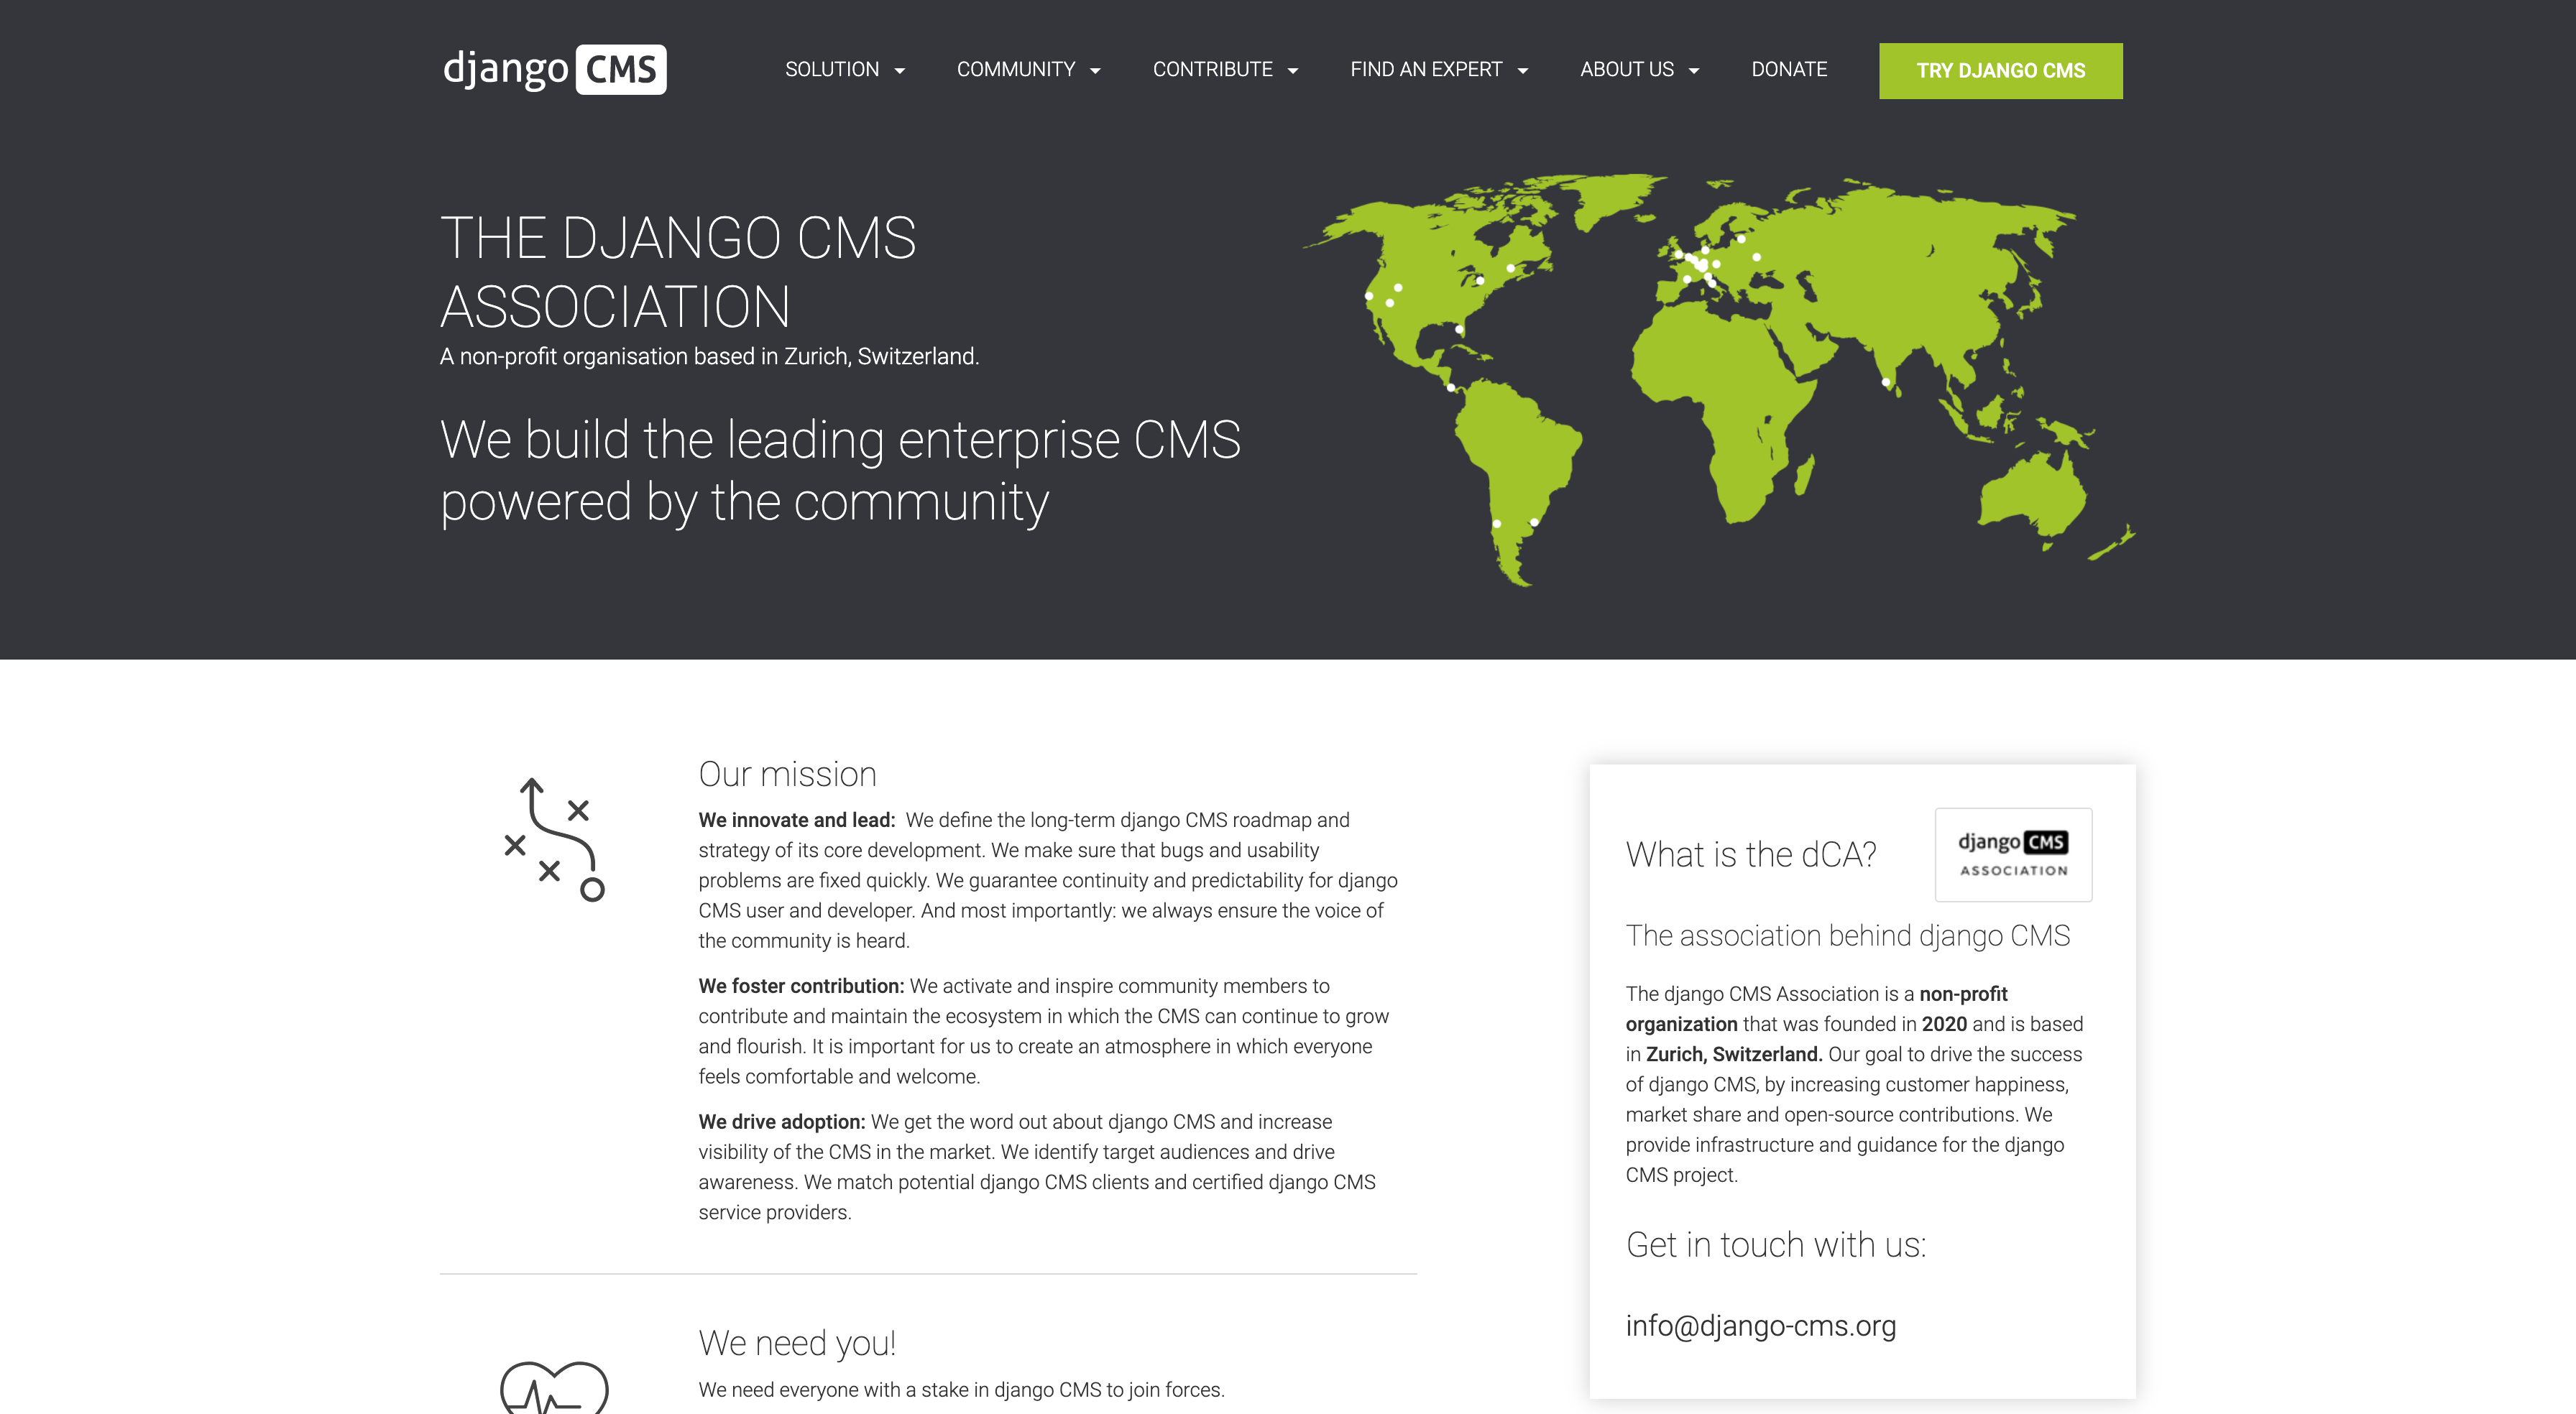 django CMS
SOLUTION
COMMUNITY
CONTRIBUTE
FIND AN EXPERT
ABOUT US
DONATE
TRY DJANGO CMS
THE DJANGO CMS
ASSOCIATION
A non-profit organisation based in Zurich, Switzerland.
We build the leading enterprise CMS
powered by the community
Our mission
We innovate and lead:  We define the long-term django CMS roadmap and
strategy of its core development. We make sure that bugs and usability
problems are fixed quickly. We guarantee continuity and predictability for django
CMS user and developer. And most importantly: we always ensure the voice of
the community is heard.
We foster contribution: We activate and inspire community members to
contribute and maintain the ecosystem in which the CMS can continue to grow
and flourish. It is important for us to create an atmosphere in which everyone
feels comfortable and welcome.
We drive adoption: We get the word out about django CMS and increase
visibility of the CMS in the market. We identify target audiences and drive
awareness. We match potential django CMS clients and certified django CMS
service providers.
We need you!
We need everyone with a stake in django CMS to join forces.
What is the dCA?
django CMS
ASSOCIATION
The association behind django CMS
The django CMS Association is a non-profit
organization that was founded in 2020 and is based
in Zurich, Switzerland. Our goal to drive the success
of django CMS, by increasing customer happiness,
market share and open-source contributions. We
provide infrastructure and guidance for the django
CMS project.
Get in touch with us:
info@django-cms.org